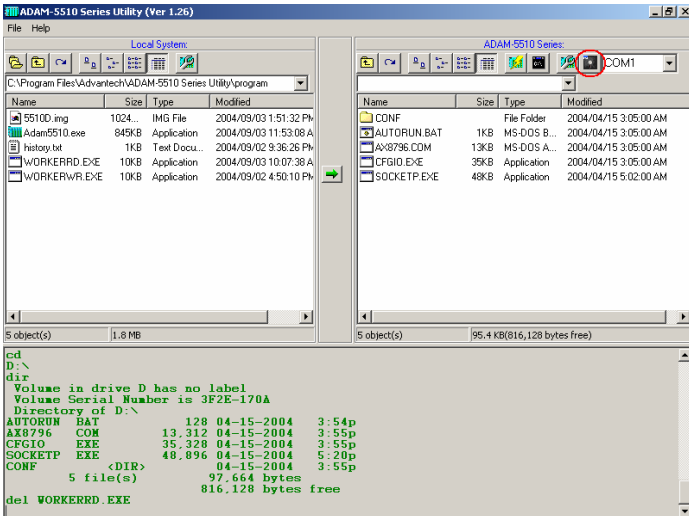 ADAM-5510 Series Utility (Ver 1.26)
File Help
Local System:
ADAM-5510 Series:
COM1
C:\Program Files\Advantech\ADAM-5510 Series Utility\program
Name Size Type Modified
5510D.img 1024... IMG File 2004/09/03 1:51:32 PM
Adam5510.exe 845KB Application 2004/09/03 11:53:08 A
history.txt 1KB Text Docu... 2004/09/02 9:36:26 PM
WORKERRD.EXE 10KB Application 2004/09/03 10:07:38 A
WORKERWR.EXE 10KB Application 2004/09/02 4:50:10 PM
5 object(s) 1.8 MB
Name Size Type Modified
CONF File Folder 2004/04/15 3:05:00 AM
AUTORUN.BAT 1KB MS-DOS B... 2004/04/15 3:05:00 AM
AX8796.COM 13KB MS-DOS A... 2004/04/15 3:05:00 AM
CFGIO.EXE 35KB Application 2004/04/15 3:05:00 AM
SOCKETP.EXE 48KB Application 2004/04/15 5:02:00 AM
5 object(s) 95.4 KB(816,128 bytes free)
cd
D:\
dir
Volume in drive D has no label
Volume Serial Number is 3F2E-170A
Directory of D:\
AUTORUN BAT 128 04-15-2004 3:54p
AX8796 COM 13,312 04-15-2004 3:55p
CFGIO EXE 35,328 04-15-2004 3:55p
SOCKETP EXE 48,896 04-15-2004 5:20p
CONF <DIR> 04-15-2004 3:55p
5 file(s) 97,664 bytes
816,128 bytes free
del WORKERRD.EXE